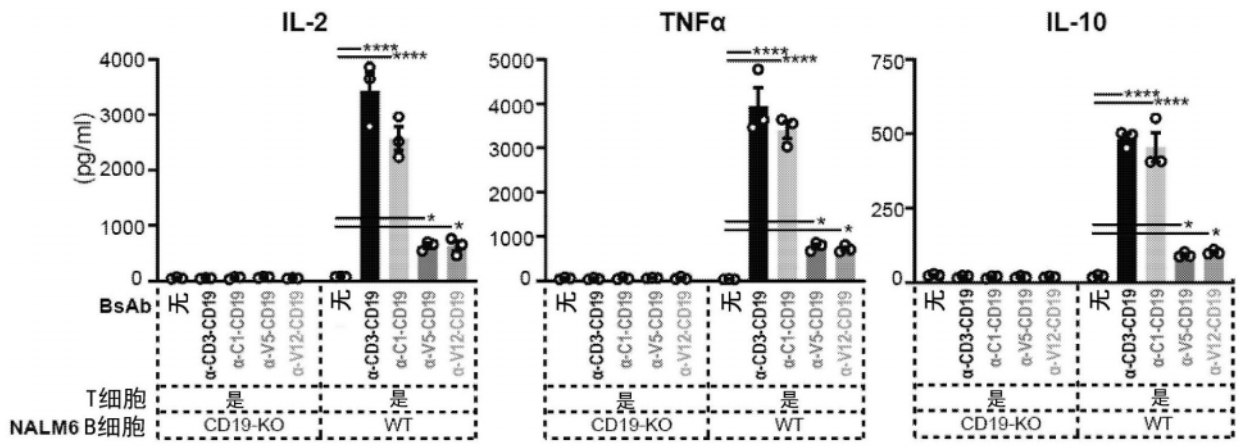 IL-2
TNFα
IL-10
(pg/ml)
4000
3000
2000
1000
0
5000
4000
3000
2000
1000
0
750
500
250
0
****
****
*
*
****
****
*
*
****
****
*
*
BsAb
无
α-CD3-CD19
α-C1-CD19
α-V5-CD19
α-V12-CD19
无
α-CD3-CD19
α-C1-CD19
α-V5-CD19
α-V12-CD19
无
α-CD3-CD19
α-C1-CD19
α-V5-CD19
α-V12-CD19
无
α-CD3-CD19
α-C1-CD19
α-V5-CD19
α-V12-CD19
无
α-CD3-CD19
α-C1-CD19
α-V5-CD19
α-V12-CD19
无
α-CD3-CD19
α-C1-CD19
α-V5-CD19
α-V12-CD19
T细胞 是 是 是 是 是 是
NALM6 B细胞 CD19-KO WT CD19-KO WT CD19-KO WT